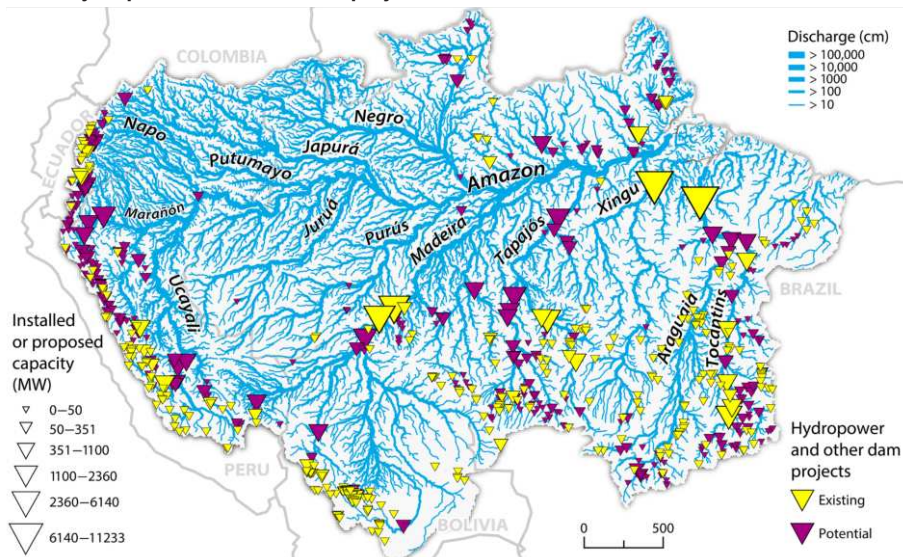 COLOMBIA
ECUADOR
PERU
BOLIVIA
BRAZIL
Napo
Putumayo
Japurá
Negro
Marañón
Ucayali
Juruá
Purús
Madeira
Amazon
Tapajós
Xingu
Araguaia
Tocantins
Discharge (cm)
> 100,000
> 10,000
> 1000
> 100
> 10
Installed
or proposed
capacity
(MW)
0–50
50–351
351–1100
1100–2360
2360–6140
6140–11233
0 500
Hydropower
and other dam
projects
Existing
Potential